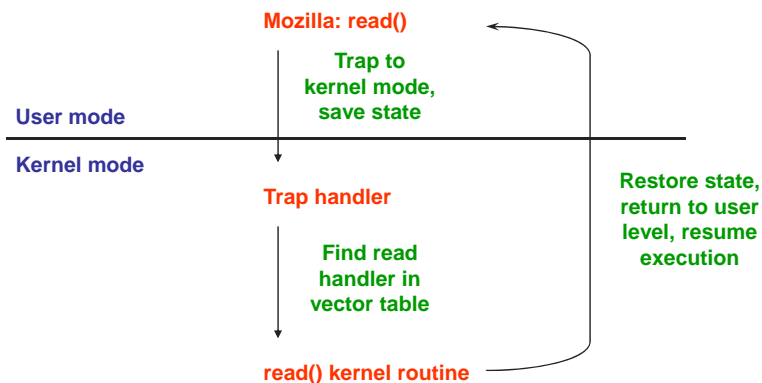 Mozilla: read()
Trap to
kernel mode,
save state
User mode
Kernel mode
Trap handler
Restore state,
return to user
level, resume
execution
Find read
handler in
vector table
read() kernel routine